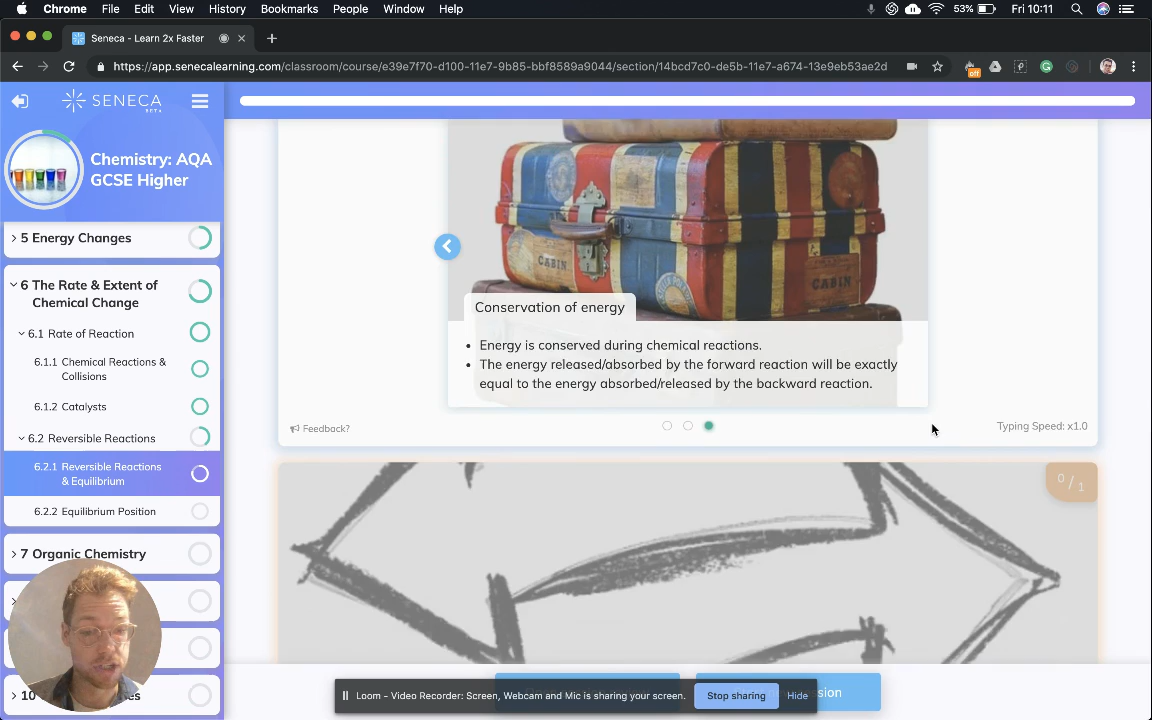 Chrome File Edit View History Bookmarks People Window Help 53% Fri 10:11
Seneca - Learn 2x Faster
https://app.senecalearning.com/classroom/course/e39e7f70-d100-11e7-9b85-bbf8589a9044/section/14bcd7c0-de5b-11e7-a674-13e9eb53ae2d
off
SENECA
BETA
Chemistry: AQA
GCSE Higher
5 Energy Changes
6 The Rate & Extent of
Chemical Change
6.1 Rate of Reaction
6.1.1 Chemical Reactions &
Collisions
6.1.2 Catalysts
6.2 Reversible Reactions
6.2.1 Reversible Reactions
& Equilibrium
6.2.2 Equilibrium Position
7 Organic Chemistry
10
CABIN
CABIN
Conservation of energy
• Energy is conserved during chemical reactions.
• The energy released/absorbed by the forward reaction will be exactly
equal to the energy absorbed/released by the backward reaction.
Feedback?
Typing Speed: x1.0
0 / 1
Loom - Video Recorder: Screen, Webcam and Mic is sharing your screen. Stop sharing Hide